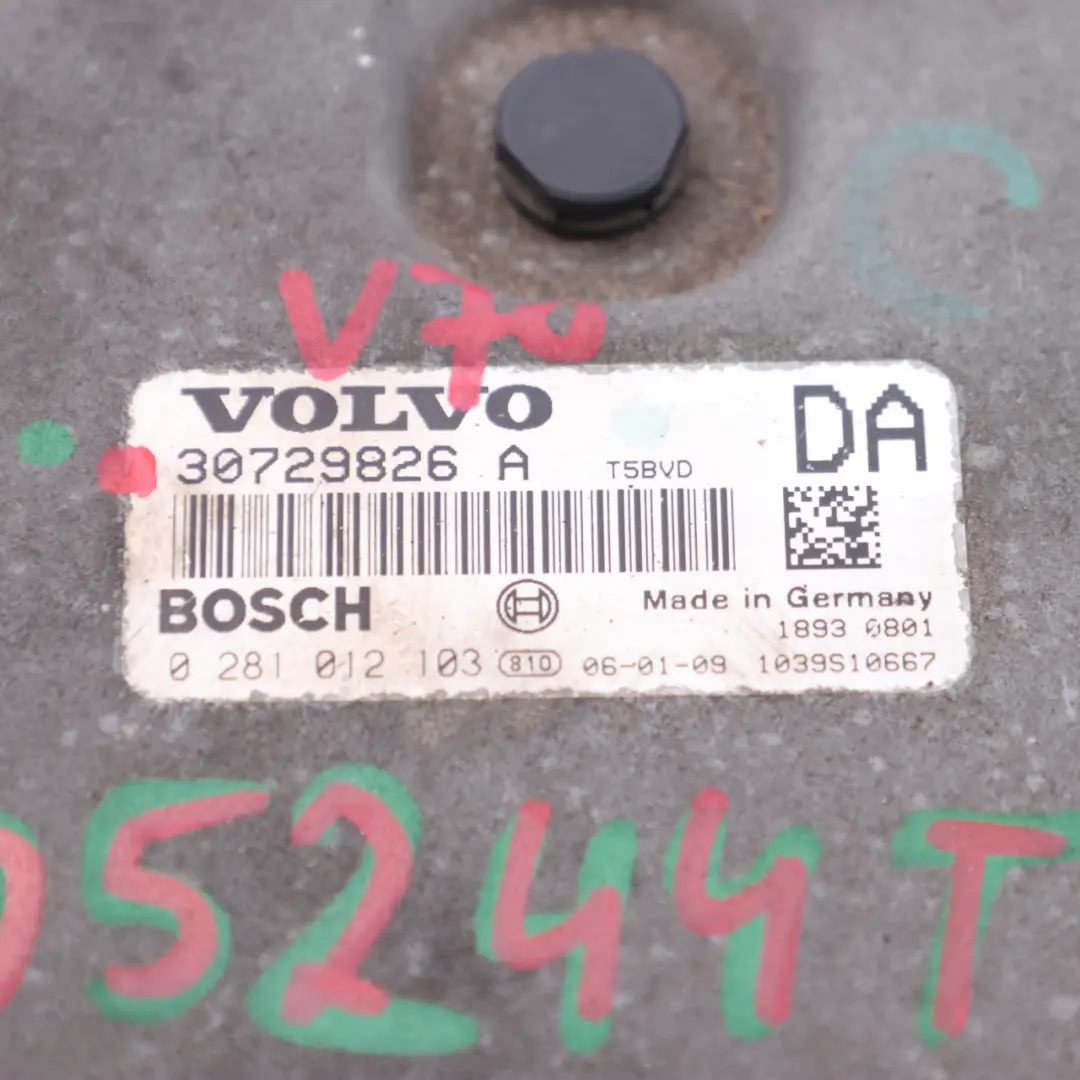 C
V70
VOLVO
DA
30729826 A T5BVD
BOSCH
Made in Germany
1893 0801
0 281 012 103 810 06-01-09 1039S10667
D5244T